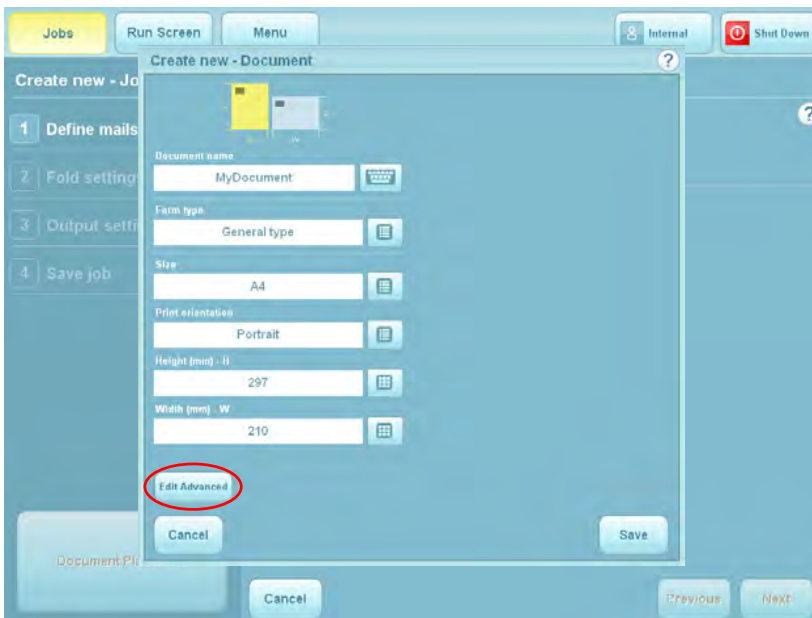 Jobs
Run Screen
Menu
Internal
Shut Down
Create new - Jo
Create new - Document
?
?
1 Define mails
2 Fold setting
3 Output setti
4 Save job
Document name
MyDocument
Form type
General type
Size
A4
Print orientation
Portrait
Height (mm) - H
297
Width (mm) - W
210
Edit Advanced
Cancel
Save
Document Pl
Cancel
Previous
Next